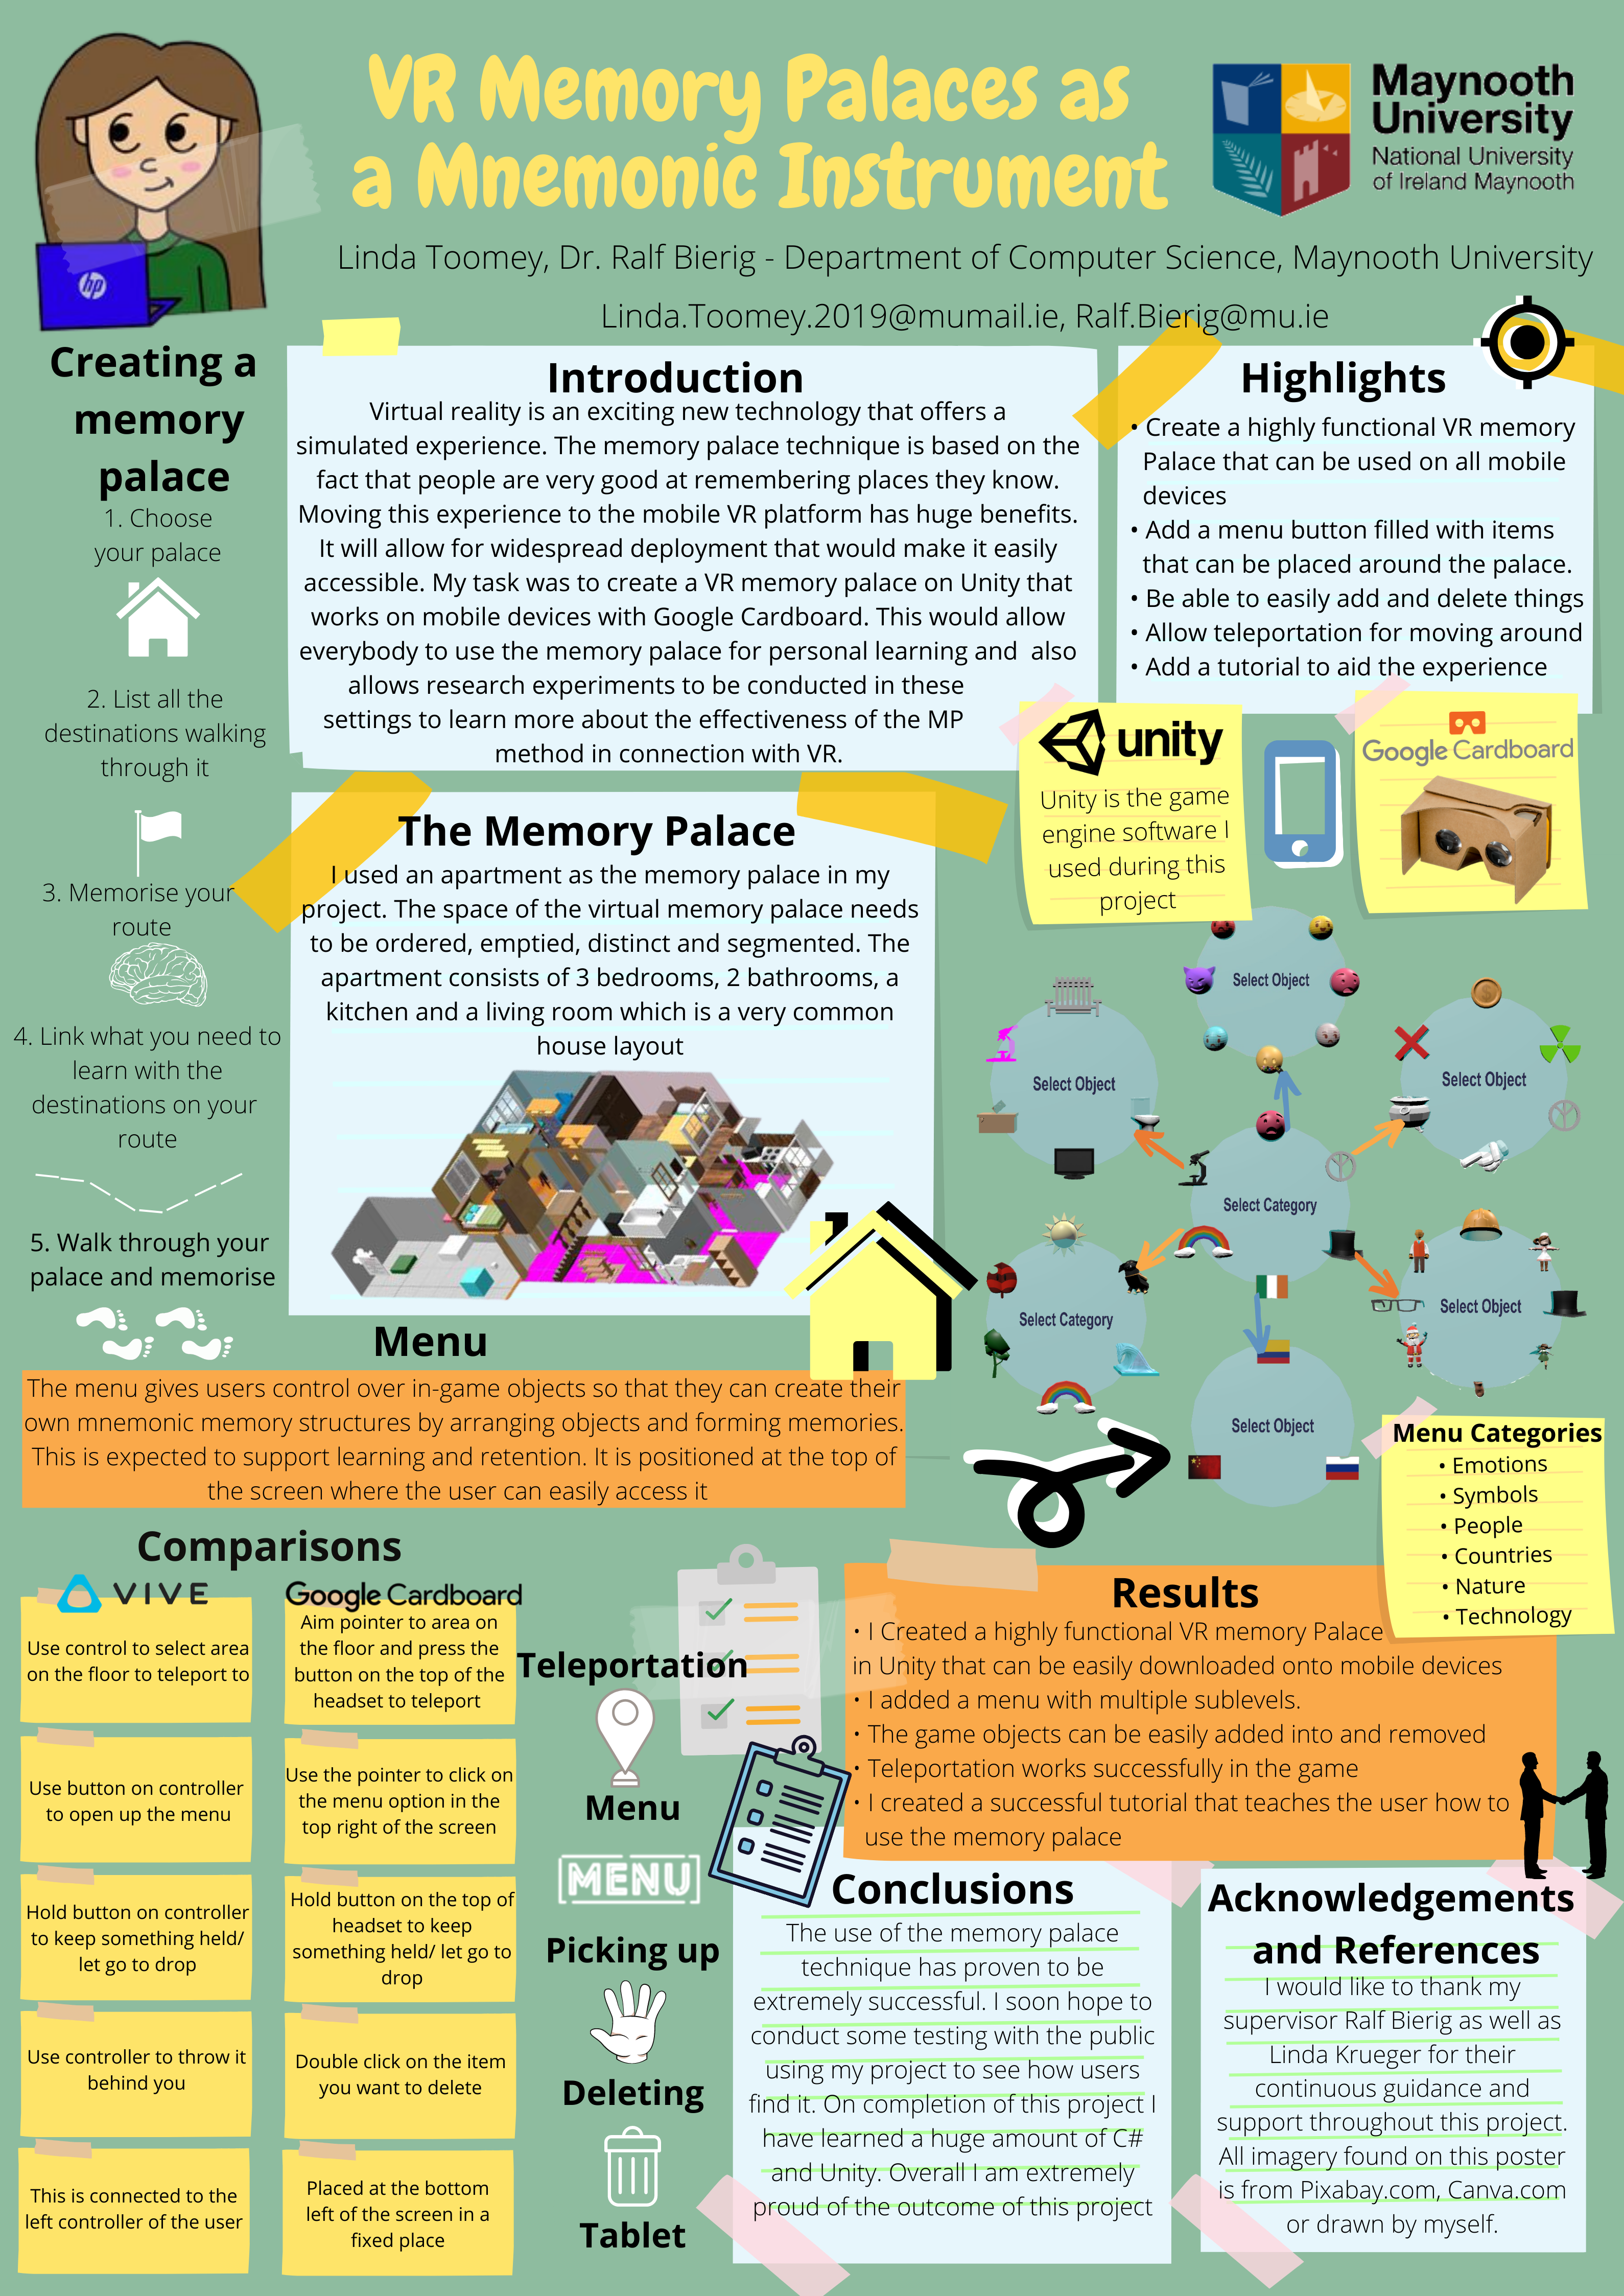 VR Memory Palaces as
a Mnemonic Instrument
Maynooth
University
National University
of Ireland Maynooth
hp
Linda Toomey, Dr. Ralf Bierig - Department of Computer Science, Maynooth University
Linda.Toomey.2019@mumail.ie, Ralf.Bierig@mu.ie
Creating a
memory
palace
1. Choose
your palace
2. List all the
destinations walking
through it
3. Memorise your
route
4. Link what you need to
learn with the
destinations on your
route
5. Walk through your
palace and memorise
Introduction
Virtual reality is an exciting new technology that offers a
simulated experience. The memory palace technique is based on the
fact that people are very good at remembering places they know.
Moving this experience to the mobile VR platform has huge benefits.
It will allow for widespread deployment that would make it easily
accessible. My task was to create a VR memory palace on Unity that
works on mobile devices with Google Cardboard. This would allow
everybody to use the memory palace for personal learning and also
allows research experiments to be conducted in these
settings to learn more about the effectiveness of the MP
method in connection with VR.
Highlights
• Create a highly functional VR memory
Palace that can be used on all mobile
devices
• Add a menu button filled with items
that can be placed around the palace.
• Be able to easily add and delete things
• Allow teleportation for moving around
• Add a tutorial to aid the experience
unity
Unity is the game
engine software I
used during this
project
Google Cardboard
The Memory Palace
I used an apartment as the memory palace in my
project. The space of the virtual memory palace needs
to be ordered, emptied, distinct and segmented. The
apartment consists of 3 bedrooms, 2 bathrooms, a
kitchen and a living room which is a very common
house layout
Select Object
Select Object
Select Object
Select Category
Select Category
Select Object
Select Object
Menu
The menu gives users control over in-game objects so that they can create their
own mnemonic memory structures by arranging objects and forming memories.
This is expected to support learning and retention. It is positioned at the top of
the screen where the user can easily access it
Menu Categories
• Emotions
• Symbols
• People
• Countries
• Nature
• Technology
Comparisons
VIVE
Google Cardboard
Use control to select area
on the floor to teleport to
Aim pointer to area on
the floor and press the
button on the top of the
headset to teleport
Teleportation
Use button on controller
to open up the menu
Use the pointer to click on
the menu option in the
top right of the screen
Menu
MENU
Hold button on controller
to keep something held/
let go to drop
Hold button on the top of
headset to keep
something held/ let go to
drop
Picking up
Use controller to throw it
behind you
Double click on the item
you want to delete
Deleting
This is connected to the
left controller of the user
Placed at the bottom
left of the screen in a
fixed place
Tablet
Results
• I Created a highly functional VR memory Palace
in Unity that can be easily downloaded onto mobile devices
• I added a menu with multiple sublevels.
• The game objects can be easily added into and removed
• Teleportation works successfully in the game
• I created a successful tutorial that teaches the user how to
use the memory palace
Conclusions
The use of the memory palace
technique has proven to be
extremely successful. I soon hope to
conduct some testing with the public
using my project to see how users
find it. On completion of this project I
have learned a huge amount of C#
and Unity. Overall I am extremely
proud of the outcome of this project
Acknowledgements
and References
I would like to thank my
supervisor Ralf Bierig as well as
Linda Krueger for their
continuous guidance and
support throughout this project.
All imagery found on this poster
is from Pixabay.com, Canva.com
or drawn by myself.